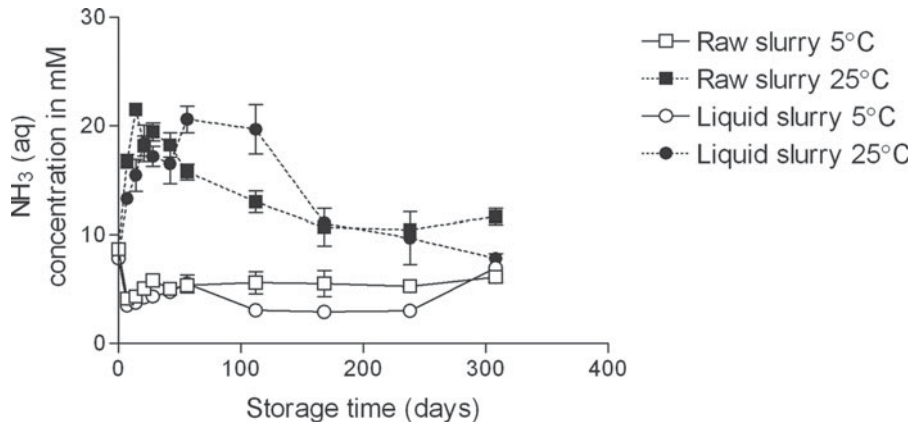 30
20
10
0
0 100 200 300 400
NH₃ (aq)
concentration in mM
Storage time (days)
Raw slurry 5°C
Raw slurry 25°C
Liquid slurry 5°C
Liquid slurry 25°C